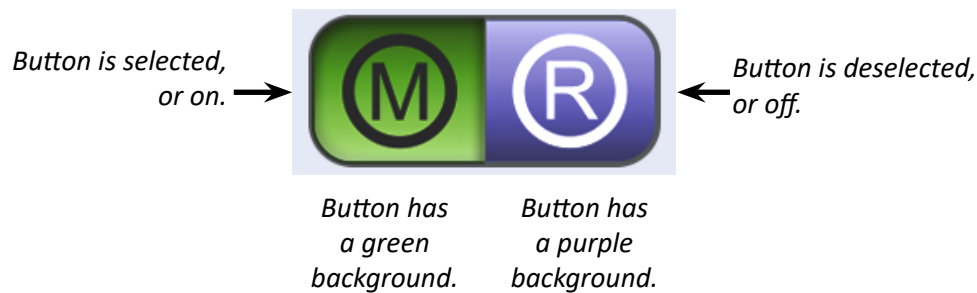 Button is selected,
or on.
M
R
Button is deselected,
or off.
Button has
a green
background.
Button has
a purple
background.